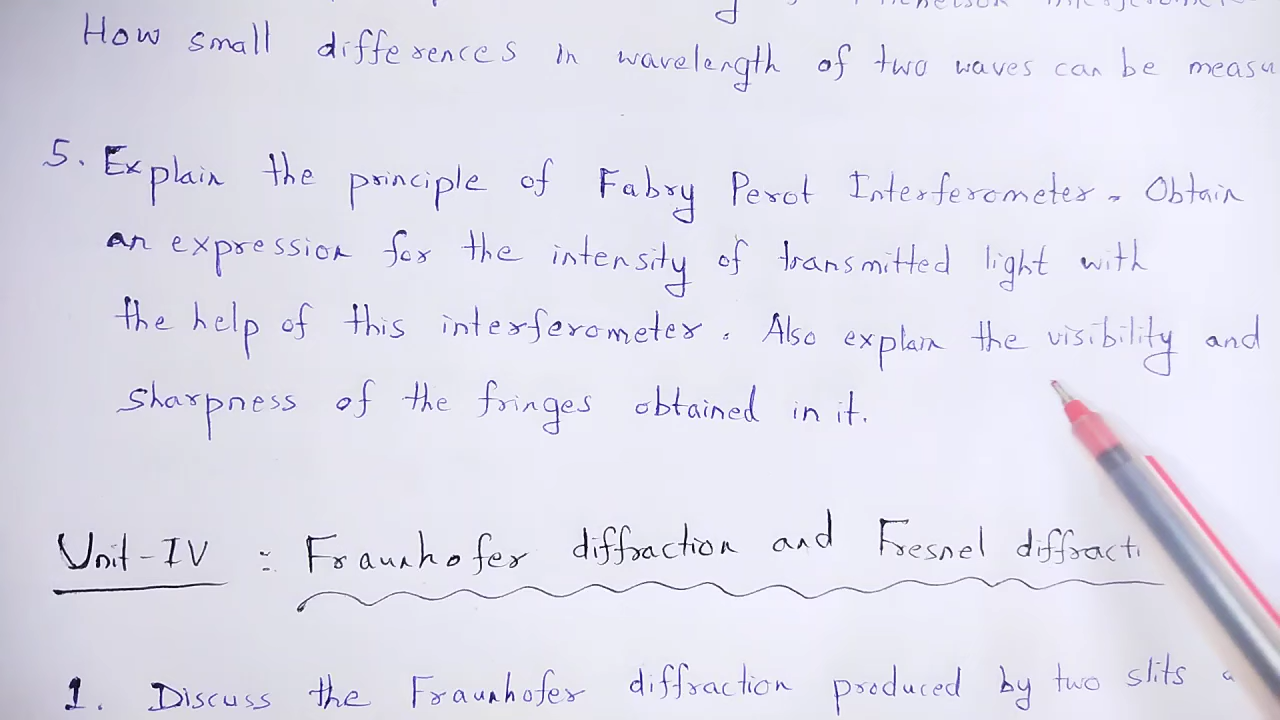 How small differences in wavelength of two waves can be
5. Explain the principle of Fabry Perot Interferometer. Obtain
an expression for the intensity of transmitted light with
the help of this interferometer. Also explain the visibility and
sharpness of the fringes obtained in it.
Unit-IV : Fraunhofer diffraction and Fresnel
1. Discuss the Fraunhofer diffraction produced by two slits